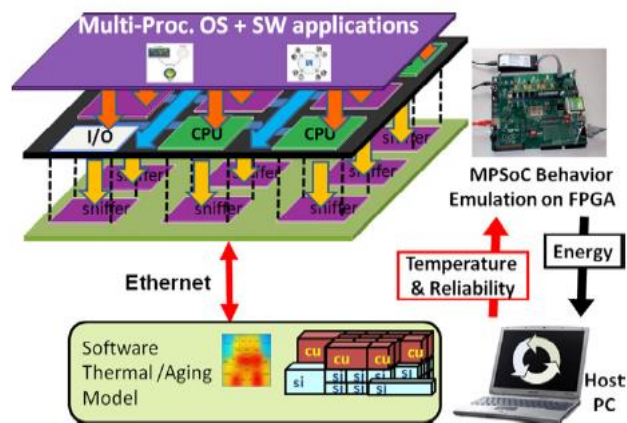 Multi-Proc. OS + SW applications
I/O
CPU
CPU
sniffer
sniffer
sniffer
sniffer
sniffer
sniffer
MPSoC Behavior
Emulation on FPGA
Ethernet
Temperature
& Reliability
Energy
Software
Thermal /Aging
Model
cu
cu
cu
si
si
si
si
si
si
Host
PC